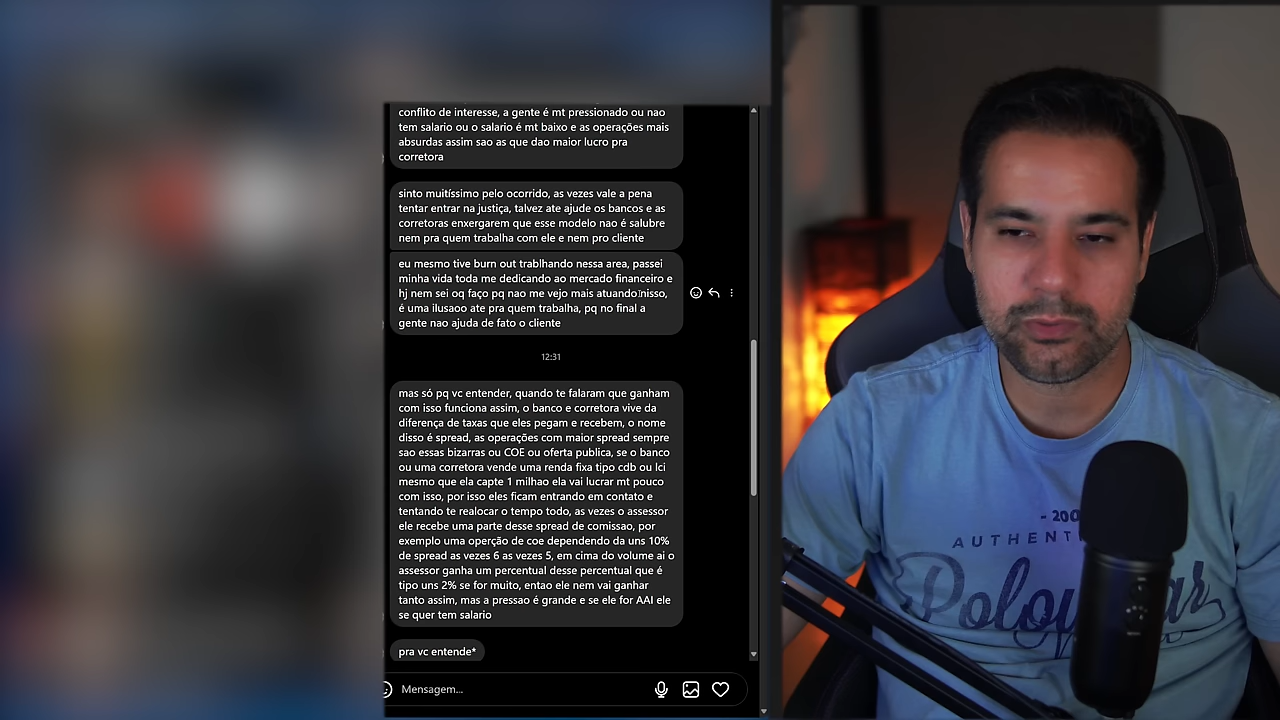 conflito de interesse, a gente é mt pressionado ou nao
tem salario ou o salario é mt baixo e as operações mais
absurdas assim sao as que dao maior lucro pra
corretora
sinto muitíssimo pelo ocorrido, as vezes vale a pena
tentar entrar na justiça, talvez ate ajude os bancos e as
corretoras enxergarem que esse modelo nao é salubre
nem pra quem trabalha com ele e nem pro cliente
eu mesmo tive burn out trablhando nessa area, passei
minha vida toda me dedicando ao mercado financeiro e
hj nem sei oq faço pq nao me vejo mais atuando nisso,
é uma ilusaoo ate pra quem trabalha, pq no final a
gente nao ajuda de fato o cliente
12:31
mas só pq vc entender, quando te falaram que ganham
com isso funciona assim, o banco e corretora vive da
diferença de taxas que eles pegam e recebem, o nome
disso é spread, as operações com maior spread sempre
sao essas bizarras ou COE ou oferta publica, se o banco
ou uma corretora vende uma renda fixa tipo cdb ou lci
mesmo que ela capte 1 milhao ela vai lucrar mt pouco
com isso, por isso eles ficam entrando em contato e
tentando te realocar o tempo todo, as vezes o assessor
ele recebe uma parte desse spread de comissao, por
exemplo uma operção de coe dependendo da uns 10%
de spread as vezes 6 as vezes 5, em cima do volume ai o
assessor ganha um percentual desse percentual que é
tipo uns 2% se for muito, entao ele nem vai ganhar
tanto assim, mas a pressao é grande e se ele for AAI ele
se quer tem salario
pra vc entende*
Mensagem...
- 200
AUTHENT